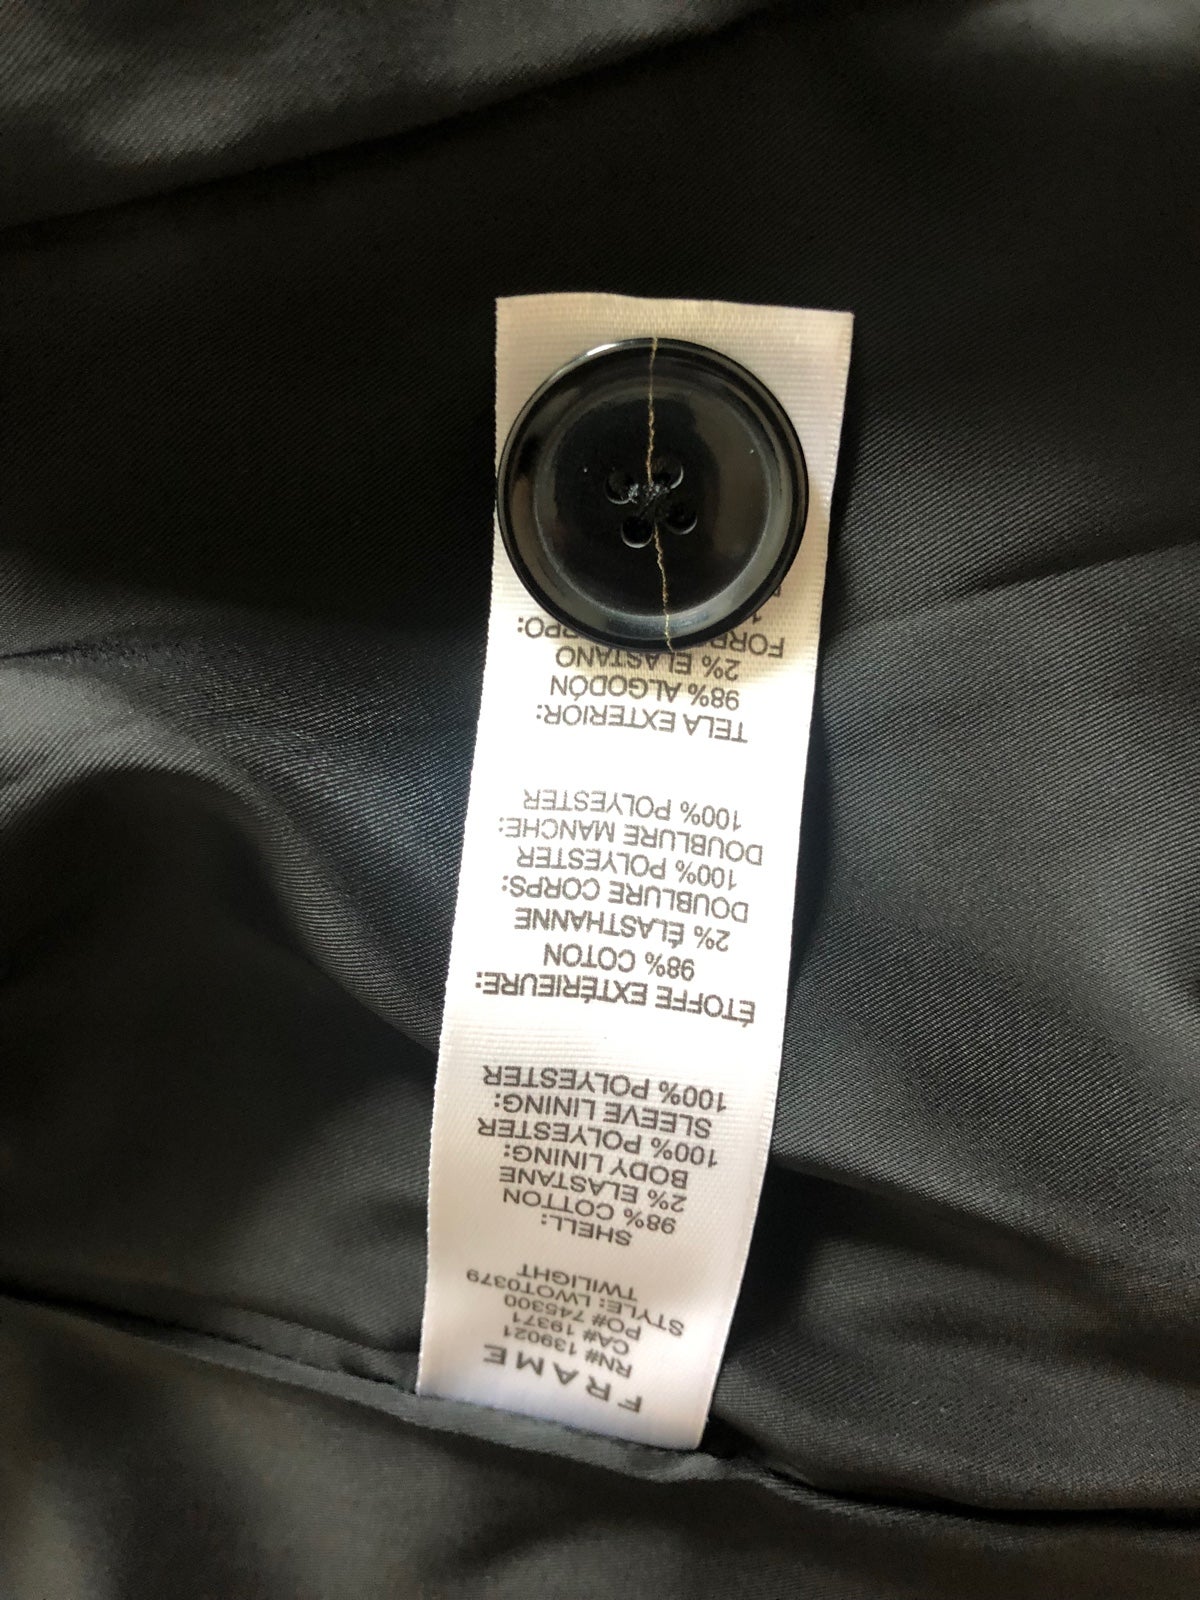 FRAME
RN# 139021
CA# 19371
PO# 745300
STYLE: LWOT0379
TWILIGHT
SHELL:
98% COTTON
2% ELASTANE
BODY LINING:
100% POLYESTER
SLEEVE LINING:
100% POLYESTER
ÉTOFFE EXTÉRIEURE:
98% COTON
2% ÉLASTHANNE
DOUBLURE CORPS:
100% POLYESTER
DOUBLURE MANCHE:
100% POLYESTER
TELA EXTERIOR:
98% ALGODÓN
2% ELASTANO